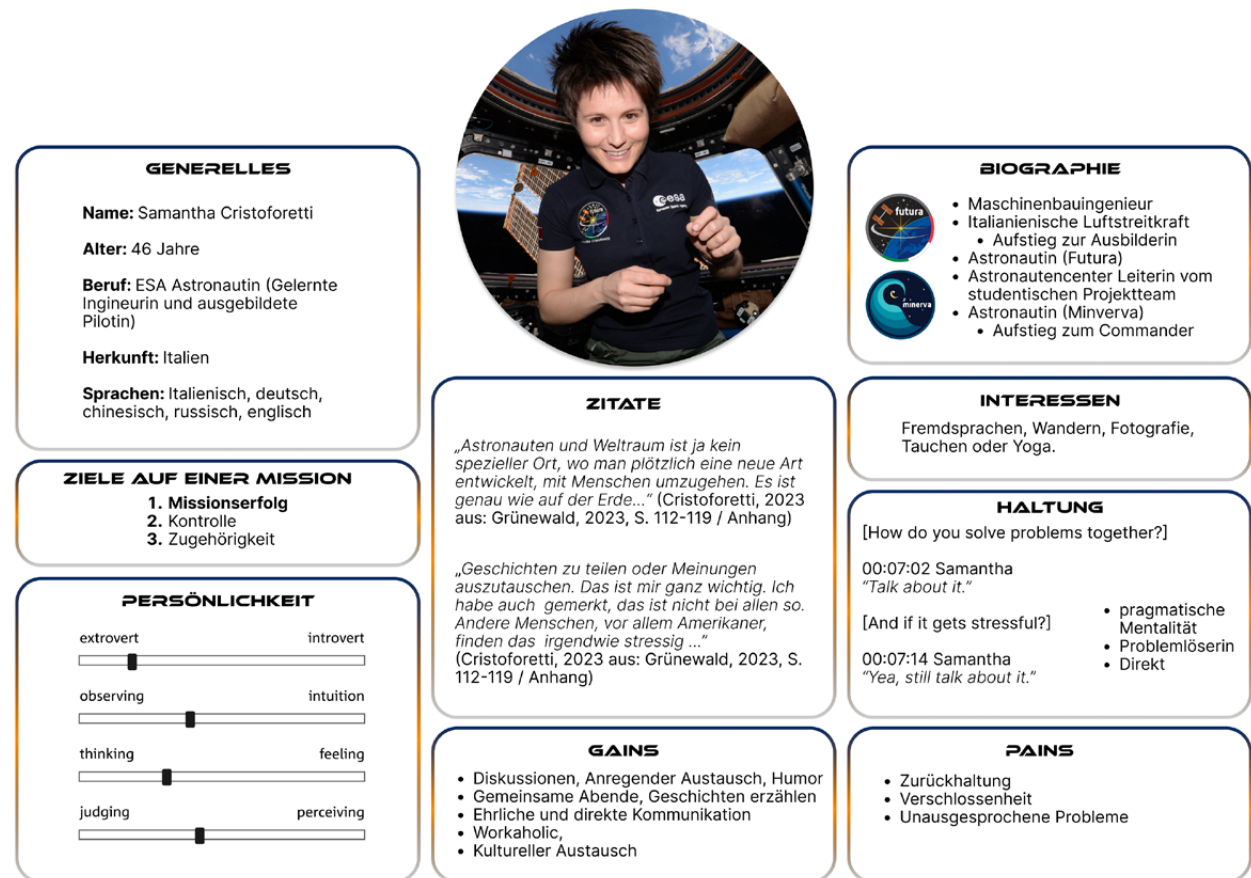 GENERELLES
Name: Samantha Cristoforetti
Alter: 46 Jahre
Beruf: ESA Astronautin (Gelernte
Ingineurin und ausgebildete
Pilotin)
Herkunft: Italien
Sprachen: Italienisch, deutsch,
chinesisch, russisch, englisch
ZIELE AUF EINER MISSION
1. Missionserfolg
2. Kontrolle
3. Zugehörigkeit
PERSÖNLICHKEIT
extrovert introvert
observing intuition
thinking feeling
judging perceiving
esa
futura
ZITATE
„Astronauten und Weltraum ist ja kein
spezieller Ort, wo man plötzlich eine neue Art
entwickelt, mit Menschen umzugehen. Es ist
genau wie auf der Erde…“ (Cristoforetti, 2023
aus: Grünewald, 2023, S. 112-119 / Anhang)
„Geschichten zu teilen oder Meinungen
auszutauschen. Das ist mir ganz wichtig. Ich
habe auch gemerkt, das ist nicht bei allen so.
Andere Menschen, vor allem Amerikaner,
finden das irgendwie stressig …“
(Cristoforetti, 2023 aus: Grünewald, 2023, S.
112-119 / Anhang)
GAINS
• Diskussionen, Anregender Austausch, Humor
• Gemeinsame Abende, Geschichten erzählen
• Ehrliche und direkte Kommunikation
• Workaholic,
• Kultureller Austausch
BIOGRAPHIE
futura
minerva
• Maschinenbauingenieur
• Italianienische Luftstreitkraft
• Aufstieg zur Ausbilderin
• Astronautin (Futura)
• Astronautencenter Leiterin vom
studentischen Projektteam
• Astronautin (Minverva)
• Aufstieg zum Commander
INTERESSEN
Fremdsprachen, Wandern, Fotografie,
Tauchen oder Yoga.
HALTUNG
[How do you solve problems together?]
00:07:02 Samantha
“Talk about it.”
[And if it gets stressful?]
00:07:14 Samantha
“Yea, still talk about it.”
• pragmatische
Mentalität
• Problemlöserin
• Direkt
PAINS
• Zurückhaltung
• Verschlossenheit
• Unausgesprochene Probleme